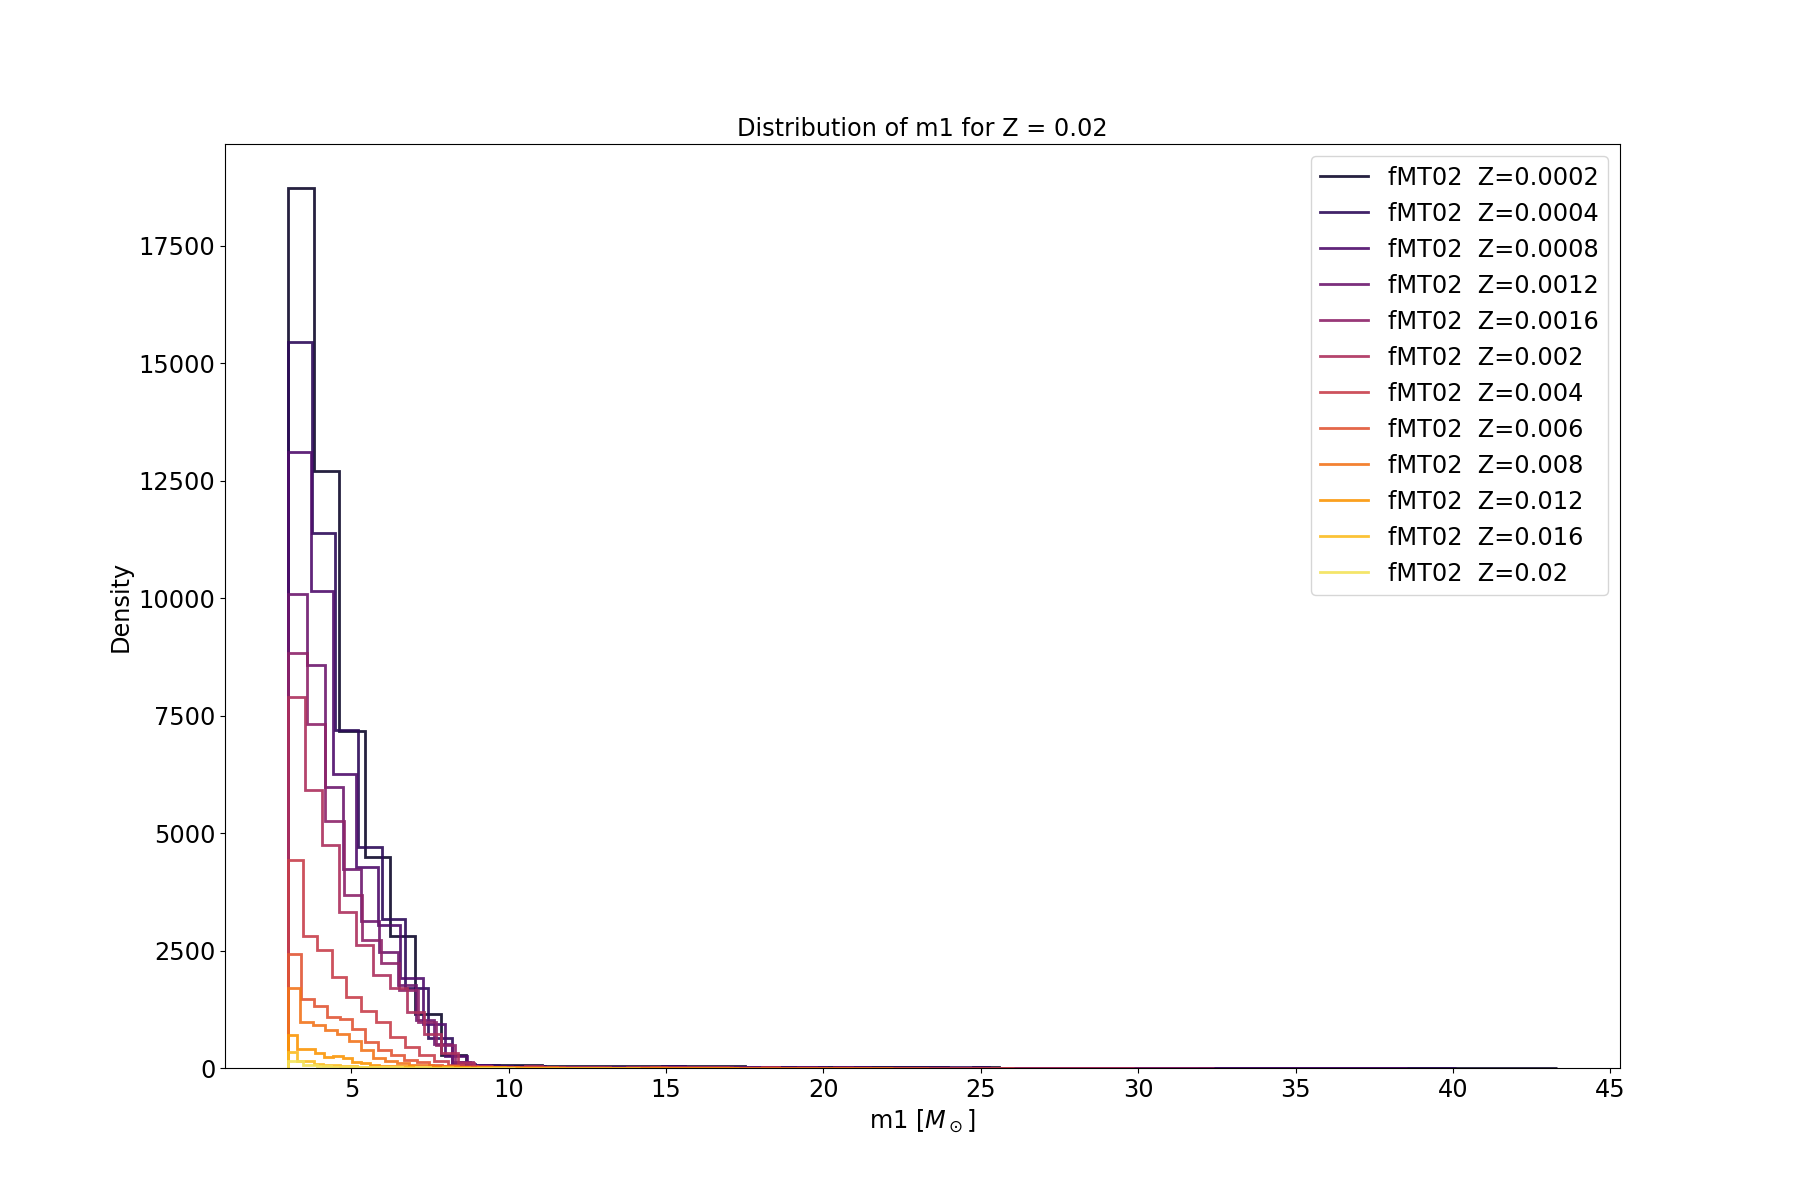 Distribution of m1 for Z = 0.02
fMT02 Z=0.0002
fMT02 Z=0.0004
fMT02 Z=0.0008
fMT02 Z=0.0012
fMT02 Z=0.0016
fMT02 Z=0.002
fMT02 Z=0.004
fMT02 Z=0.006
fMT02 Z=0.008
fMT02 Z=0.012
fMT02 Z=0.016
fMT02 Z=0.02
Density
17500
15000
12500
10000
7500
5000
2500
0
5 10 15 20 25 30 35 40 45
m1 [M⊙]